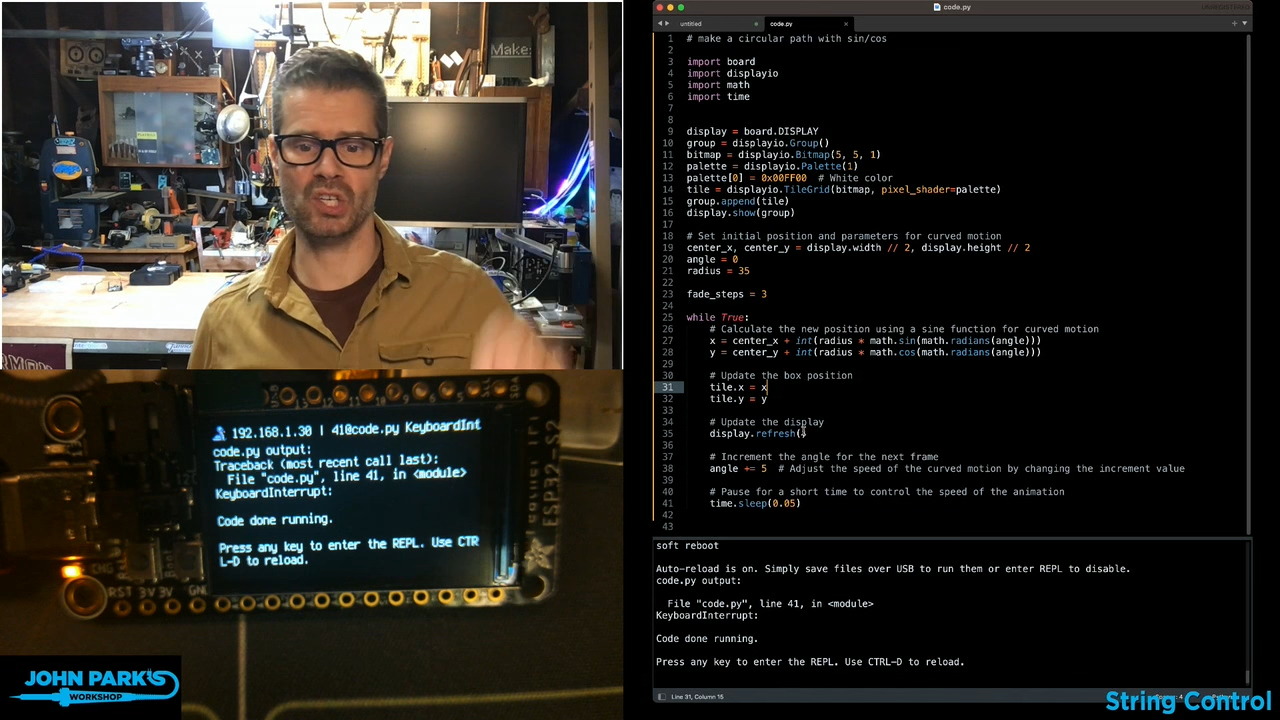 Make:
192.168.1.30 | 41@code.py KeyboardInt
code.py output:
Traceback (most recent call last):
File "code.py", line 41, in <module>
KeyboardInterrupt:
Code done running.
Press any key to enter the REPL. Use CTR
L-D to reload.
RST 3V 3V
ESP32-S2
JOHN PARK'S
WORKSHOP
code.py
untitled
code.py
1 # make a circular path with sin/cos
2
3 import board
4 import displayio
5 import math
6 import time
7
8
9 display = board.DISPLAY
10 group = displayio.Group()
11 bitmap = displayio.Bitmap(5, 5, 1)
12 palette = displayio.Palette(1)
13 palette[0] = 0x00FF00  # White color
14 tile = displayio.TileGrid(bitmap, pixel_shader=palette)
15 group.append(tile)
16 display.show(group)
17
18 # Set initial position and parameters for curved motion
19 center_x, center_y = display.width // 2, display.height // 2
20 angle = 0
21 radius = 35
22
23 fade_steps = 3
24
25 while True:
26 # Calculate the new position using a sine function for curved motion
27 x = center_x + int(radius * math.sin(math.radians(angle)))
28 y = center_y + int(radius * math.cos(math.radians(angle)))
29
30 # Update the box position
31 tile.x = x
32 tile.y = y
33
34 # Update the display
35 display.refresh()
36
37 # Increment the angle for the next frame
38 angle += 5  # Adjust the speed of the curved motion by changing the increment value
39
40 # Pause for a short time to control the speed of the animation
41 time.sleep(0.05)
42
43
soft reboot
Auto-reload is on. Simply save files over USB to run them or enter REPL to disable.
code.py output:
File "code.py", line 41, in <module>
KeyboardInterrupt:
Code done running.
Press any key to enter the REPL. Use CTRL-D to reload.
Line 31, Column 15
String Control